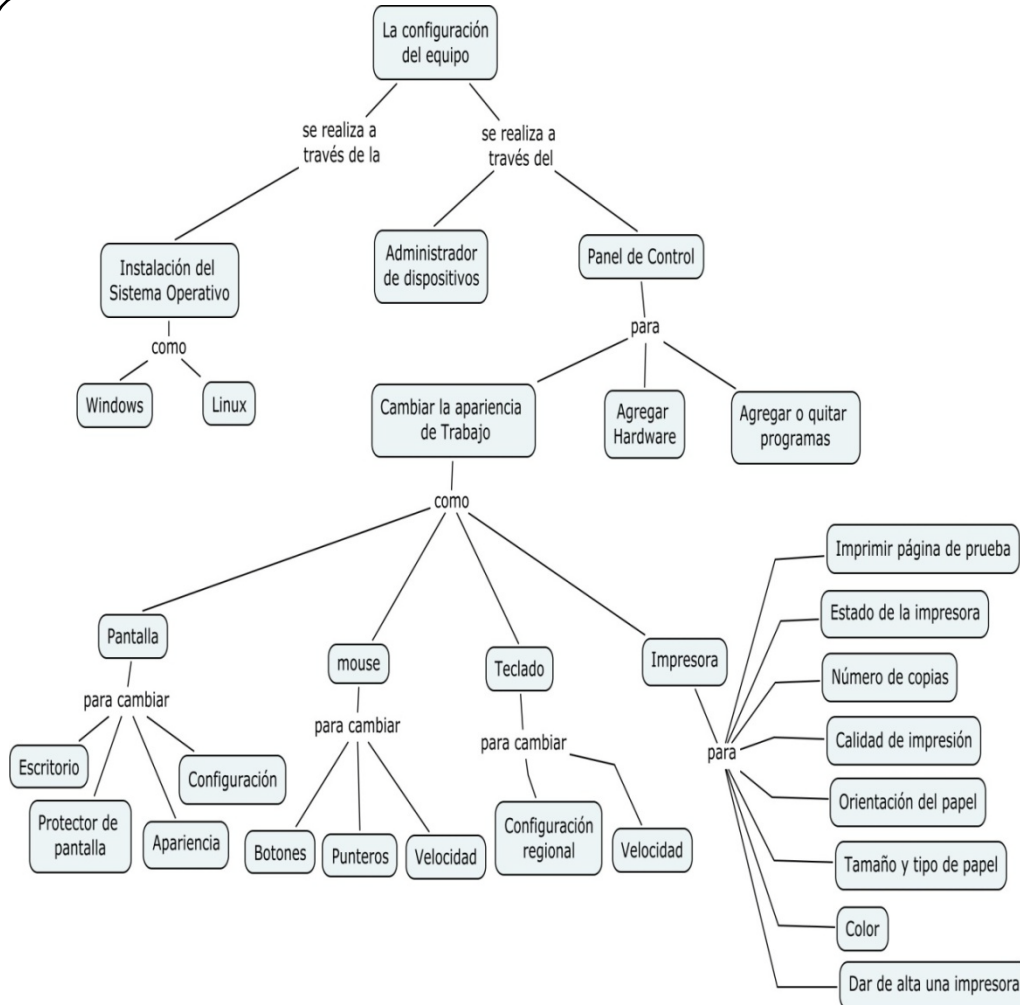 La configuración
del equipo
se realiza a
través de la
se realiza a
través del
Instalación del
Sistema Operativo
Administrador
de dispositivos
Panel de Control
como
para
Windows
Linux
Cambiar la apariencia
de Trabajo
Agregar
Hardware
Agregar o quitar
programas
como
Pantalla
mouse
Teclado
Impresora
para cambiar
para cambiar
para cambiar
para
Escritorio
Configuración
Protector de
pantalla
Apariencia
Botones
Punteros
Velocidad
Configuración
regional
Velocidad
Imprimir página de prueba
Estado de la impresora
Número de copias
Calidad de impresión
Orientación del papel
Tamaño y tipo de papel
Color
Dar de alta una impresora